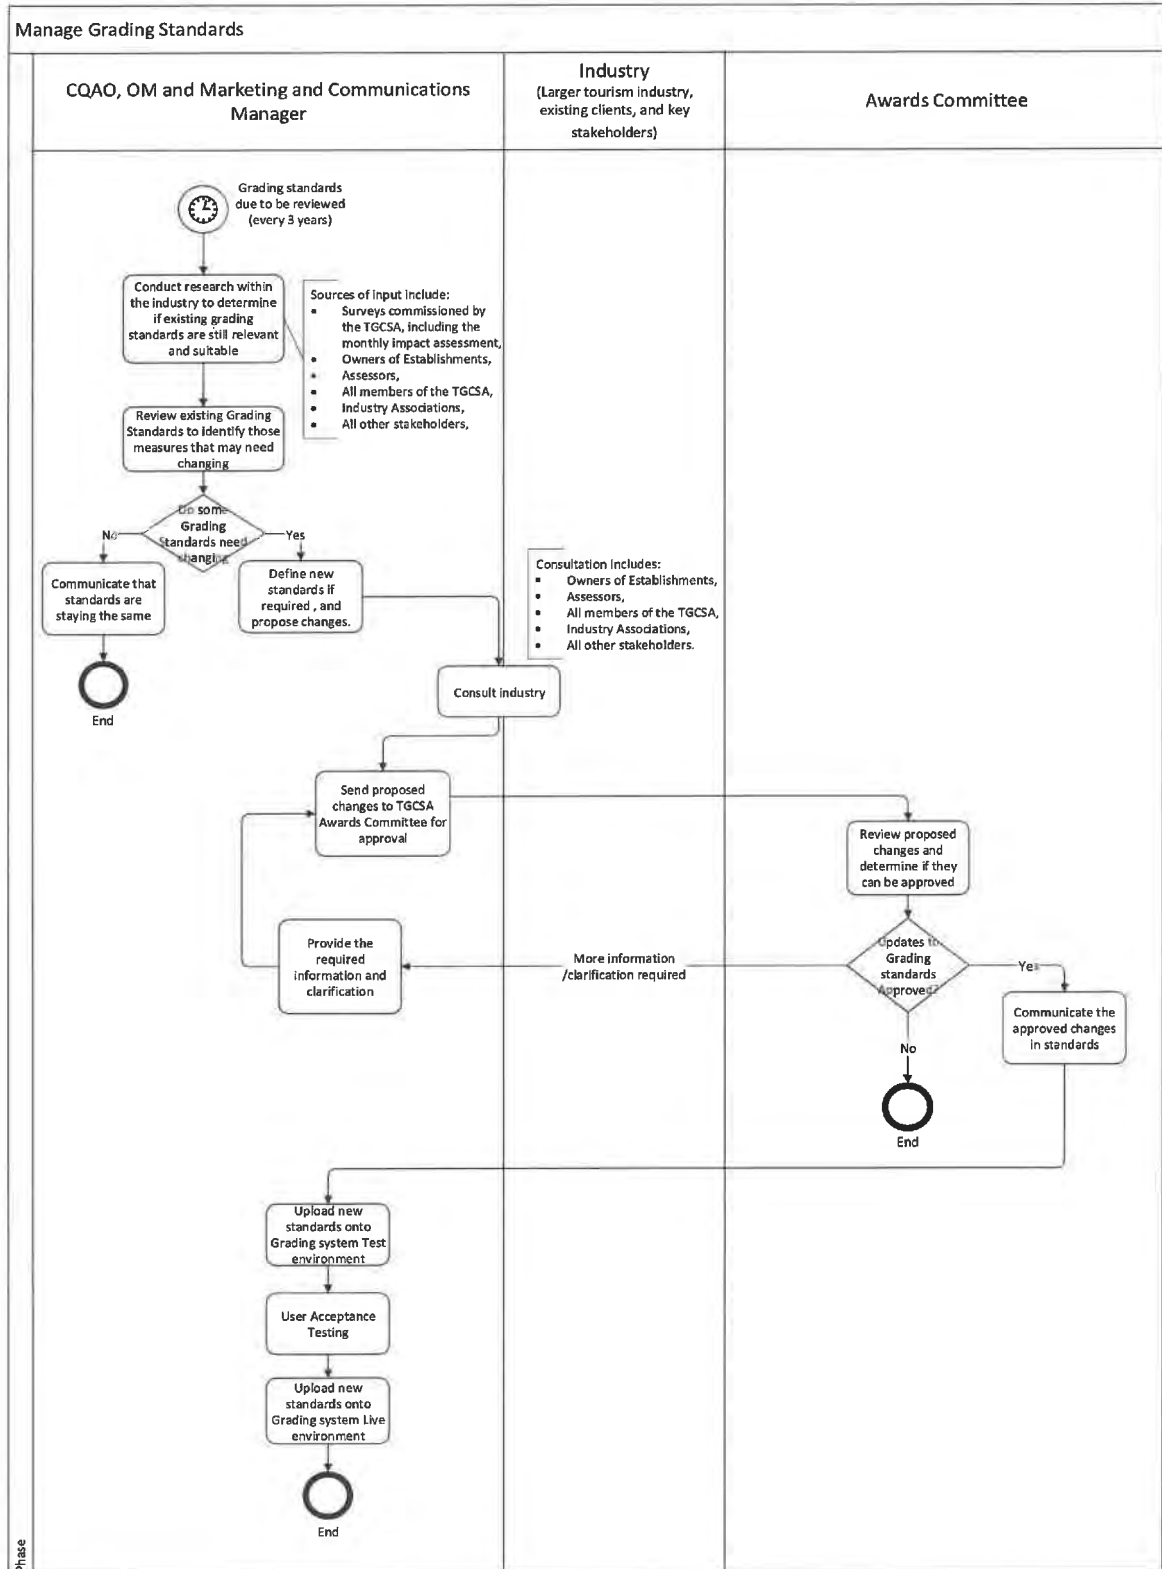 Manage Grading Standards
CQAO, OM and Marketing and Communications
Manager
Industry
(Larger tourism industry,
existing clients, and key
stakeholders)
Awards Committee
Grading standards
due to be reviewed
(every 3 years)
Conduct research within
the industry to determine
if existing grading
standards are still relevant
and suitable
Sources of input include:
• Surveys commissioned by
the TGCSA, including the
monthly impact assessment,
• Owners of Establishments,
• Assessors,
• All members of the TGCSA,
• Industry Associations,
• All other stakeholders,
Review existing Grading
Standards to identify those
measures that may need
changing
Do some
Grading
Standards need
changing
No
Yes
Communicate that
standards are
staying the same
End
Define new
standards if
required , and
propose changes.
Consultation includes:
• Owners of Establishments,
• Assessors,
• All members of the TGCSA,
• Industry Associations,
• All other stakeholders.
Consult industry
Send proposed
changes to TGCSA
Awards Committee for
approval
Review proposed
changes and
determine if they
can be approved
Provide the
required
information and
clarification
More information
/clarification required
Updates to
Grading
standards
Approved?
Yes
No
Communicate the
approved changes
in standards
End
Upload new
standards onto
Grading system Test
environment
User Acceptance
Testing
Upload new
standards onto
Grading system Live
environment
End
Phase